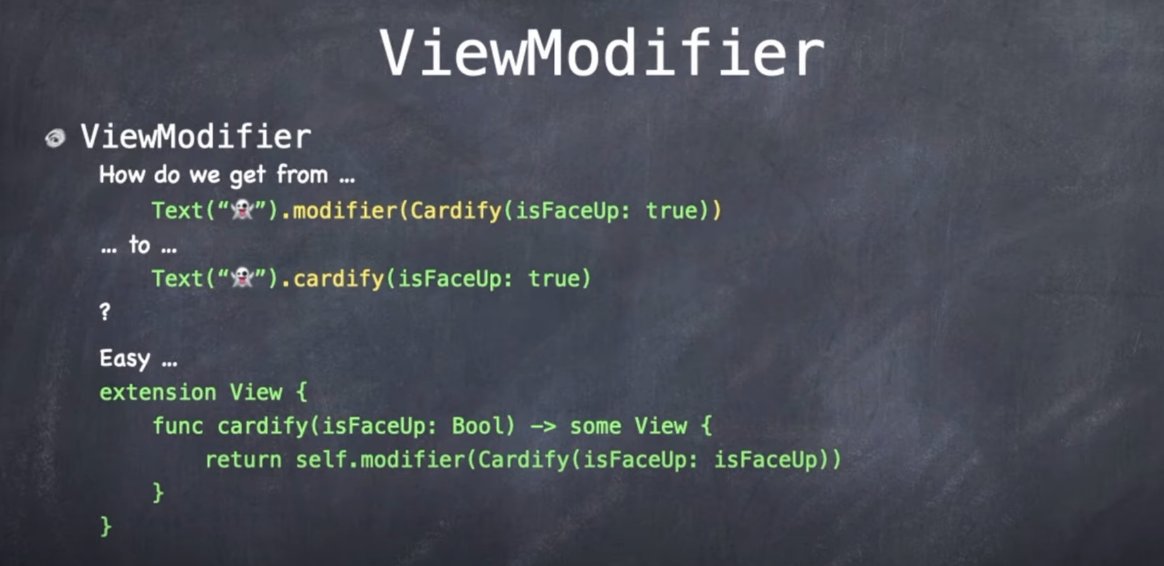 ViewModifier
ViewModifier
How do we get from …
Text(“👻”).modifier(Cardify(isFaceUp: true))
… to …
Text(“👻”).cardify(isFaceUp: true)
?
Easy …
extension View {
func cardify(isFaceUp: Bool) -> some View {
return self.modifier(Cardify(isFaceUp: isFaceUp))
}
}